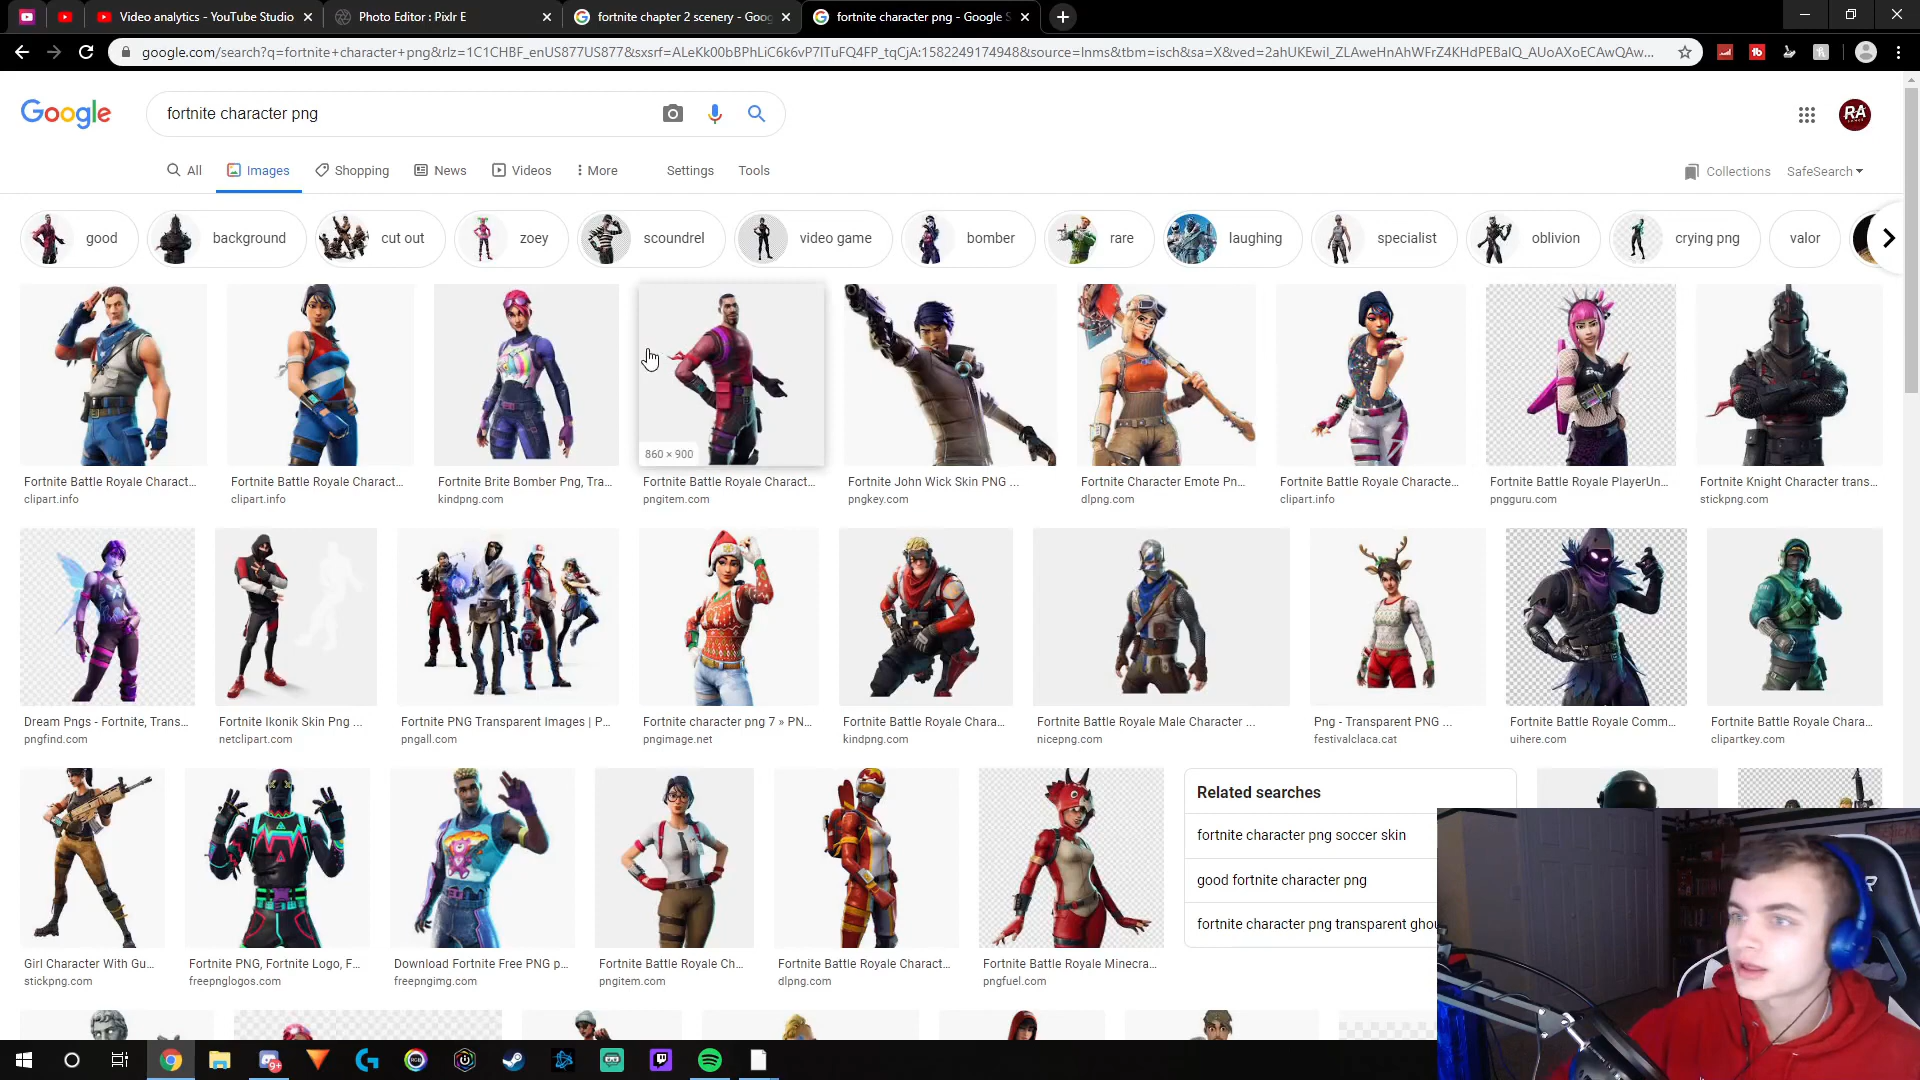 Video analytics - YouTube Studio
Photo Editor : Pixlr E
fortnite chapter 2 scenery - Goog
fortnite character png - Google S
google.com/search?q=fortnite+character+png&rlz=1C1CHBF_enUS877US877&sxsrf=ALeKk00bBPhLiC6k6vP7lTuFQ4FP_tqCjA:1582249174948&source=lnms&tbm=isch&sa=X&ved=2ahUKEwiI_ZLAweHnAhWFrZ4KHdPEBaIQ_AUoAXoECAwQAw...
Google
fortnite character png
RA
All
Images
Shopping
News
Videos
More
Settings
Tools
Collections
SafeSearch
good
background
cut out
zoey
scoundrel
video game
bomber
rare
laughing
specialist
oblivion
crying png
valor
860 × 900
Fortnite Battle Royale Charact...
Fortnite Battle Royale Charact...
Fortnite Brite Bomber Png, Tra...
Fortnite Battle Royale Charact...
Fortnite John Wick Skin PNG ...
Fortnite Character Emote Pn...
Fortnite Battle Royale Characte...
Fortnite Battle Royale PlayerUn...
Fortnite Knight Character trans...
clipart.info
clipart.info
kindpng.com
pngitem.com
pngkey.com
dlpng.com
clipart.info
pngguru.com
stickpng.com
Dream Pngs - Fortnite, Trans...
Fortnite Ikonik Skin Png ...
Fortnite PNG Transparent Images | P...
Fortnite character png 7 » PN...
Fortnite Battle Royale Chara...
Fortnite Battle Royale Male Character ...
Png - Transparent PNG ...
Fortnite Battle Royale Comm...
Fortnite Battle Royale Chara...
pngfind.com
netclipart.com
pngall.com
pngimage.net
kindpng.com
nicepng.com
festivalclaca.cat
uihere.com
clipartkey.com
Related searches
fortnite character png soccer skin
good fortnite character png
fortnite character png transparent ghou
Girl Character With Gu...
Fortnite PNG, Fortnite Logo, F...
Download Fortnite Free PNG p...
Fortnite Battle Royale Ch...
Fortnite Battle Royale Charact...
Fortnite Battle Royale Minecra...
stickpng.com
freepnglogos.com
freepngimg.com
pngitem.com
dlpng.com
pngfuel.com